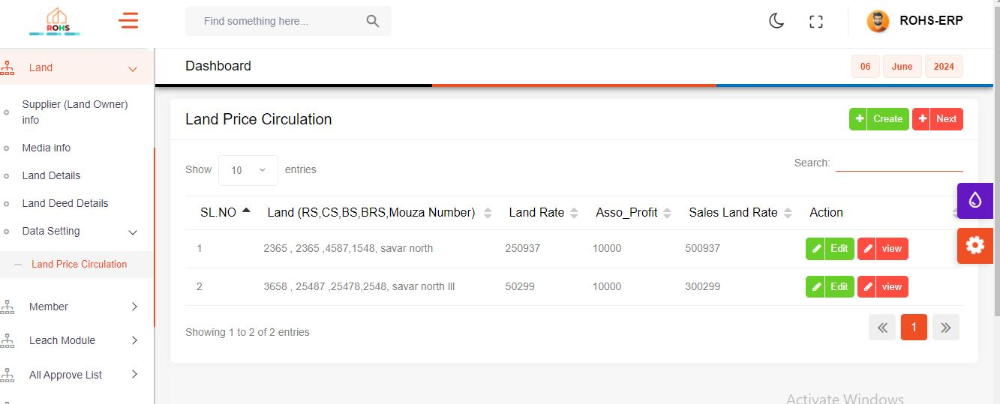 ROHS
Find something here...
ROHS-ERP
Land
Supplier (Land Owner)
info
Media info
Land Details
Land Deed Details
Data Setting
Land Price Circulation
Member
Leach Module
All Approve List
Dashboard
06 June 2024
Land Price Circulation
Create Next
Show 10 entries
Search:
SL.NO Land (RS,CS,BS,BRS,Mouza Number) Land Rate Asso_Profit Sales Land Rate Action
1 2365 , 2365 ,4587,1548, savar north 250937 10000 500937 Edit view
2 3658 , 25487 ,25478,2548, savar north lll 50299 10000 300299 Edit view
Showing 1 to 2 of 2 entries
« 1 »
Activate Windows